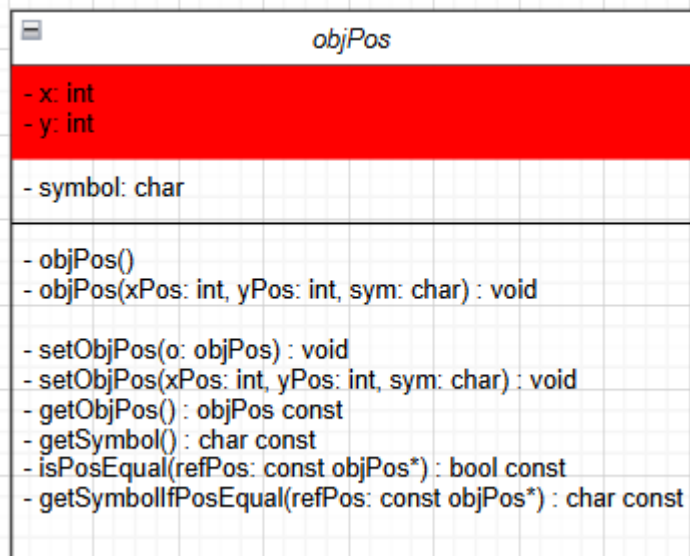 objPos
- x: int
- y: int
- symbol: char
- objPos()
- objPos(xPos: int, yPos: int, sym: char) : void
- setObjPos(o: objPos) : void
- setObjPos(xPos: int, yPos: int, sym: char) : void
- getObjPos() : objPos const
- getSymbol() : char const
- isPosEqual(refPos: const objPos*) : bool const
- getSymbolIfPosEqual(refPos: const objPos*) : char const